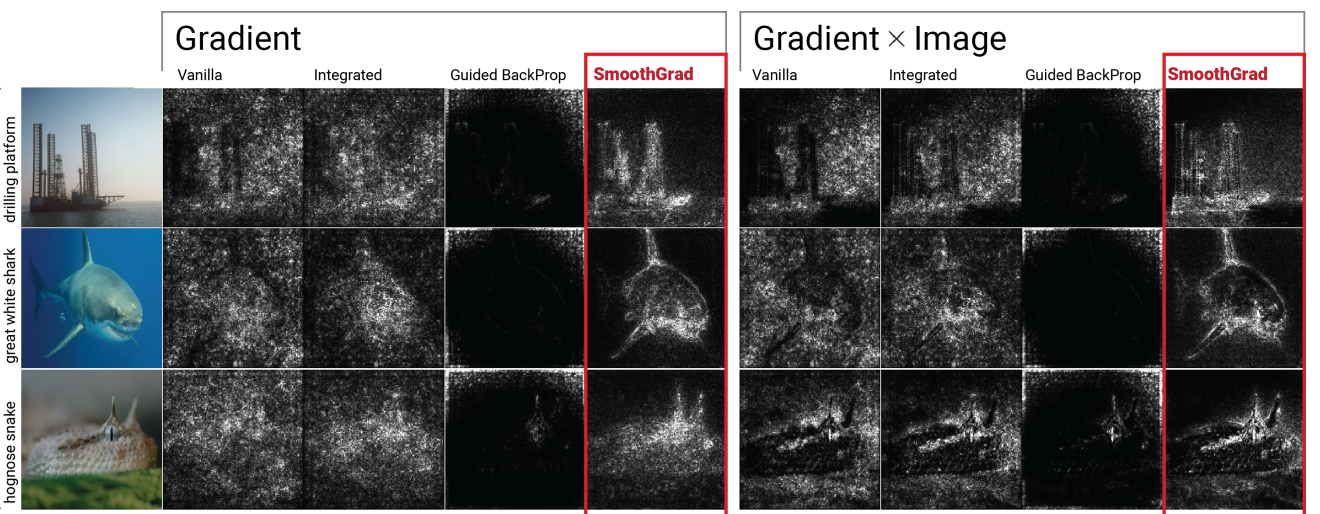 Gradient
Gradient × Image
Vanilla
Integrated
Guided BackProp
SmoothGrad
Vanilla
Integrated
Guided BackProp
SmoothGrad
drilling platform
great white shark
hognose snake